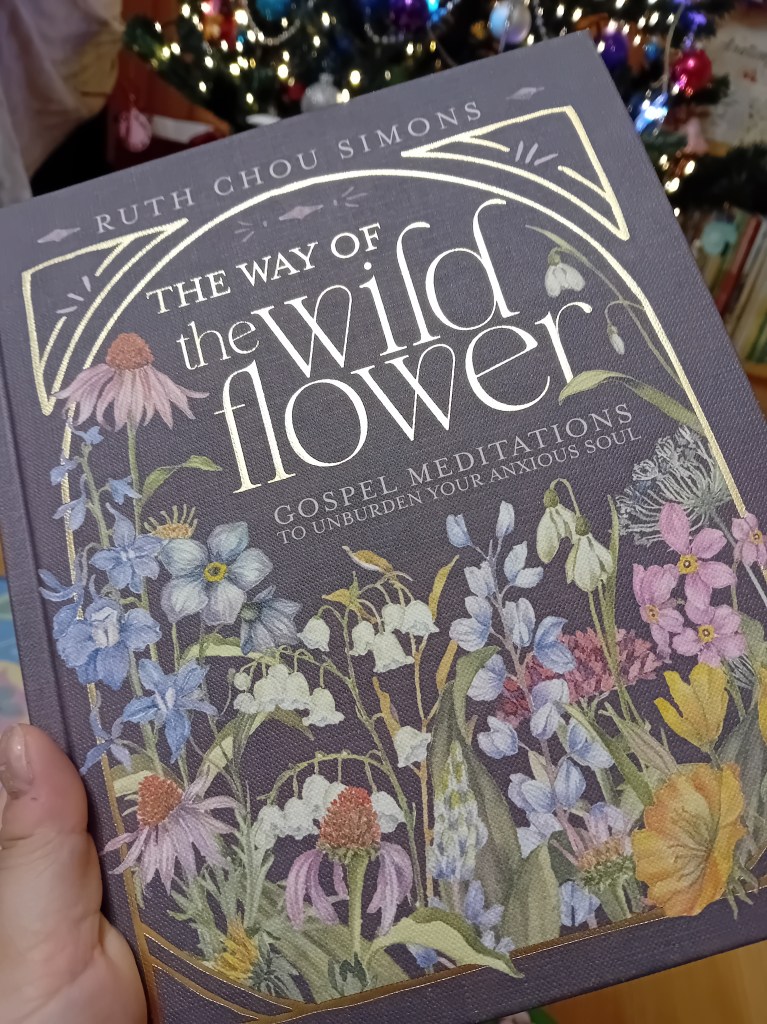 RUTH CHOU SIMONS
THE WAY OF
the wild
flower
GOSPEL MEDITATIONS
TO UNBURDEN YOUR ANXIOUS SOUL